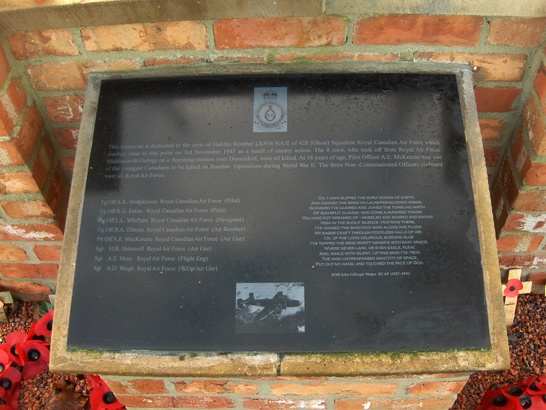 This memorial is dedicated to the crew of Halifax Bomber LK954 NA/E of 428 (Ghost) Squadron Royal Canadian Air Force which
crashed close to this point on 3rd November 1943 as a result of enemy action. The 8 crew, who took off from Royal Air Force
Middleton-St-George on a bombing mission over Dusseldorf, were all killed. At 18 years of age, Pilot Officer A.E. McKenzie was one
of the youngest Canadians to be killed on Bomber Operations during World War II. The three Non-Commissioned Officers onboard
were all Royal Air Force.
Fg Off A. Hodgkinson Royal Canadian Air Force (Pilot)
Fg Off R.G. Eaton Royal Canadian Air Force (Pilot)
Fg Off L.S. Royal Canadian Air Force (Navigator)
Fg Off B.A. Royal Canadian Air Force (Air Bomber)
Plt Off A.E. MacKenzie Royal Canadian Air Force (Air Gnr)
Sgt H.H. Royal Air Force (Air Gnr)
Sgt A.E. Royal Air Force (Flight Eng)
Sgt A.D. Weigh Royal Air Force (W/Op/Air Gnr)
Oh, I have slipped the surly bonds of earth
And danced the skies on laughter-silvered wings;
Sunward I've climbed and joined the tumbling mirth
Of sunsplit clouds - and done a hundred things
You have not dreamed of - wheeled and soared and swung
High in the sunlit silence. Hov'ring there,
I've chased the shouting wind along and flung
My eager craft through footless halls of air.
Up, up the long delirious, burning blue
I've topped the wind-swept heights with easy grace
Where never lark, or even eagle, flew;
And, while with silent, lifting mind I've trod
The high untrespassed sanctity of space,
Put out my hand, and touched the face of God.
John Gillespie Magee, RCAF (1922-1941)